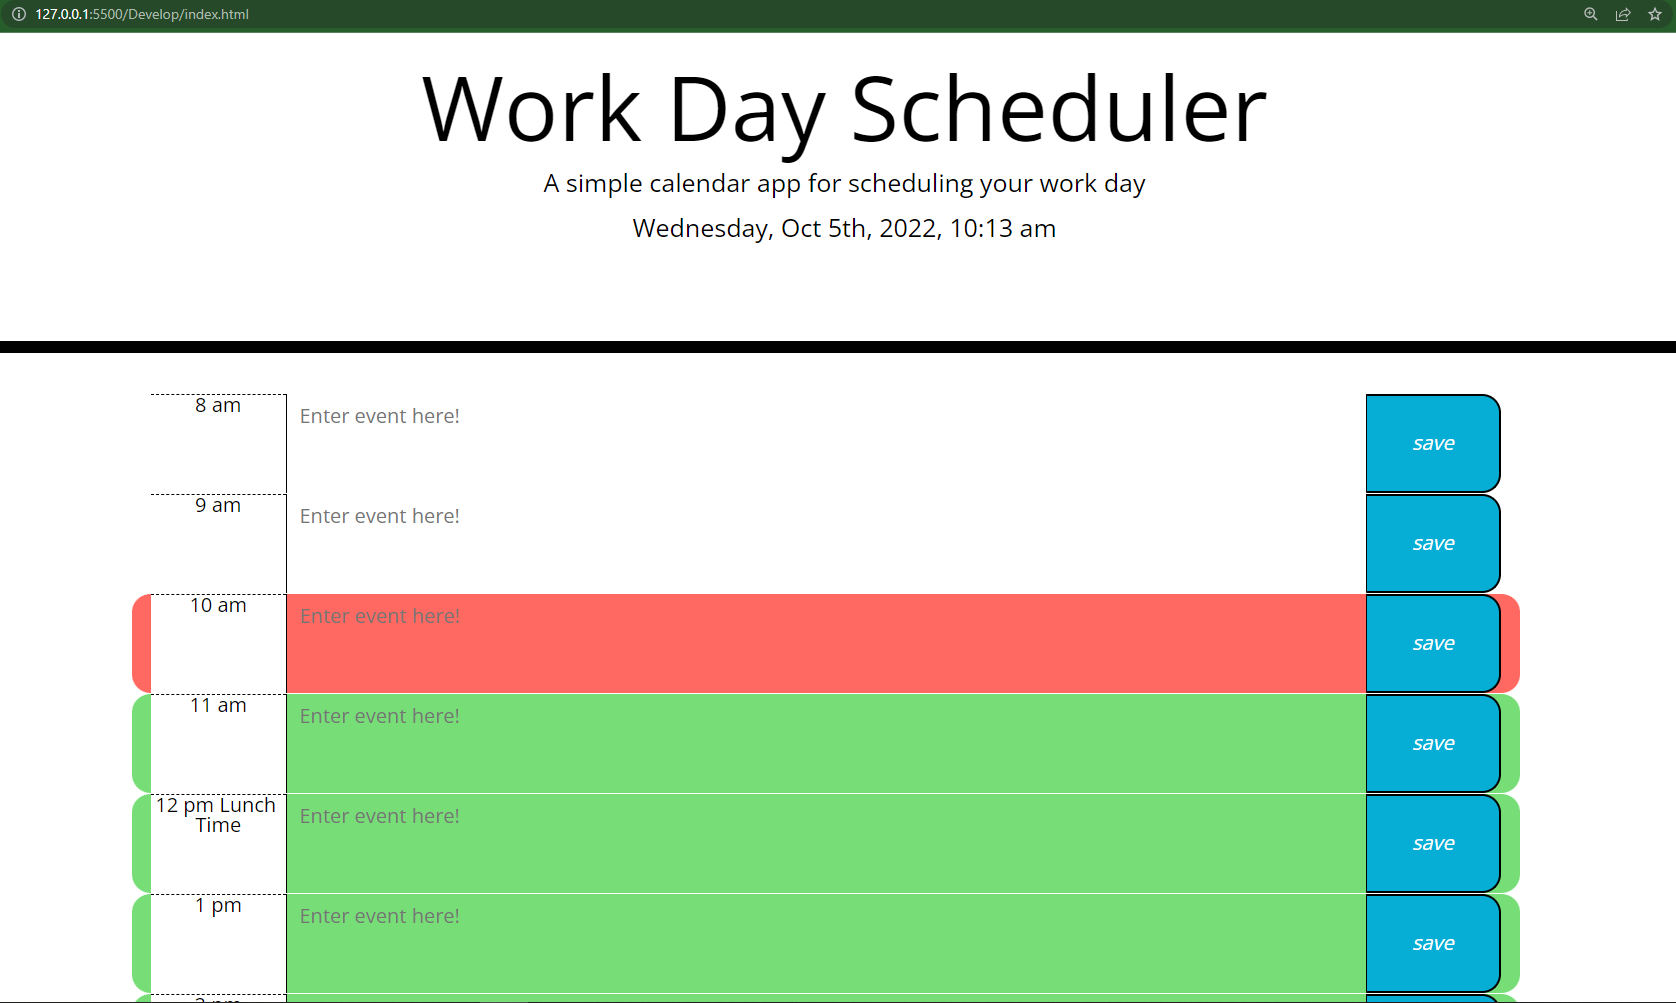 127.0.0.1:5500/Develop/index.html
Work Day Scheduler
A simple calendar app for scheduling your work day
Wednesday, Oct 5th, 2022, 10:13 am
8 am
Enter event here!
save
9 am
Enter event here!
save
10 am
Enter event here!
save
11 am
Enter event here!
save
12 pm Lunch
Time
Enter event here!
save
1 pm
Enter event here!
save